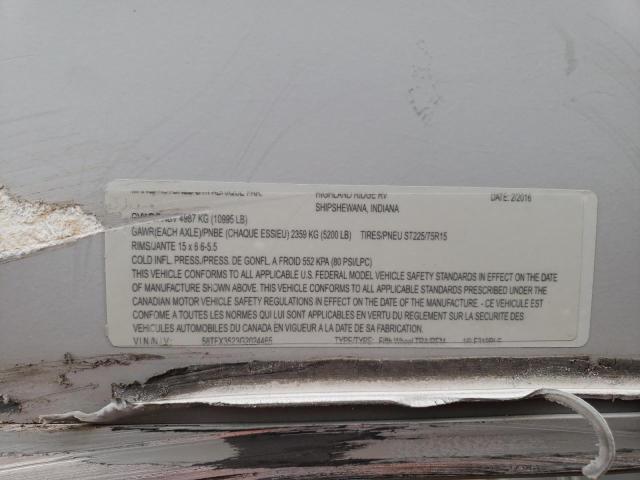 HIGHLAND RIDGE RV DATE: 2/2016
SHIPSHEWANA, INDIANA
4987 KG (10995 LB)
GAWR(EACH AXLE)/PNBE (CHAQUE ESSIEU) 2359 KG (5200 LB) TIRES/PNEU ST225/75R15
RIMS/JANTE 15 x 6 6-5.5
COLD INFL. PRESS./PRESS. DE GONFL. A FROID 552 KPA (80 PSI/LPC)
THIS VEHICLE CONFORMS TO ALL APPLICABLE U.S. FEDERAL MODEL VEHICLE SAFETY STANDARDS IN EFFECT ON THE DATE
OF MANUFACTURE SHOWN ABOVE. THIS VEHICLE CONFORMS TO ALL APPLICABLE STANDARDS PRESCRIBED UNDER THE
CANADIAN MOTOR VEHICLE SAFETY REGULATIONS IN EFFECT ON THE DATE OF THE MANUFACTURE. - CE VEHICULE EST
CONFOME A TOUTES LES NORMES QUI LUI SONT APPLICABLES EN VERTU DU REGLEMENT SUR LA SECURITE DES
VEHICULES AUTOMOBILES DU CANADA EN VIGUEUR A LA DATE DE SA FABRICATION.
V.I.N./N.I.V.: 58TFX3523G2024465 TYPE/TYPE: Fifth Wheel